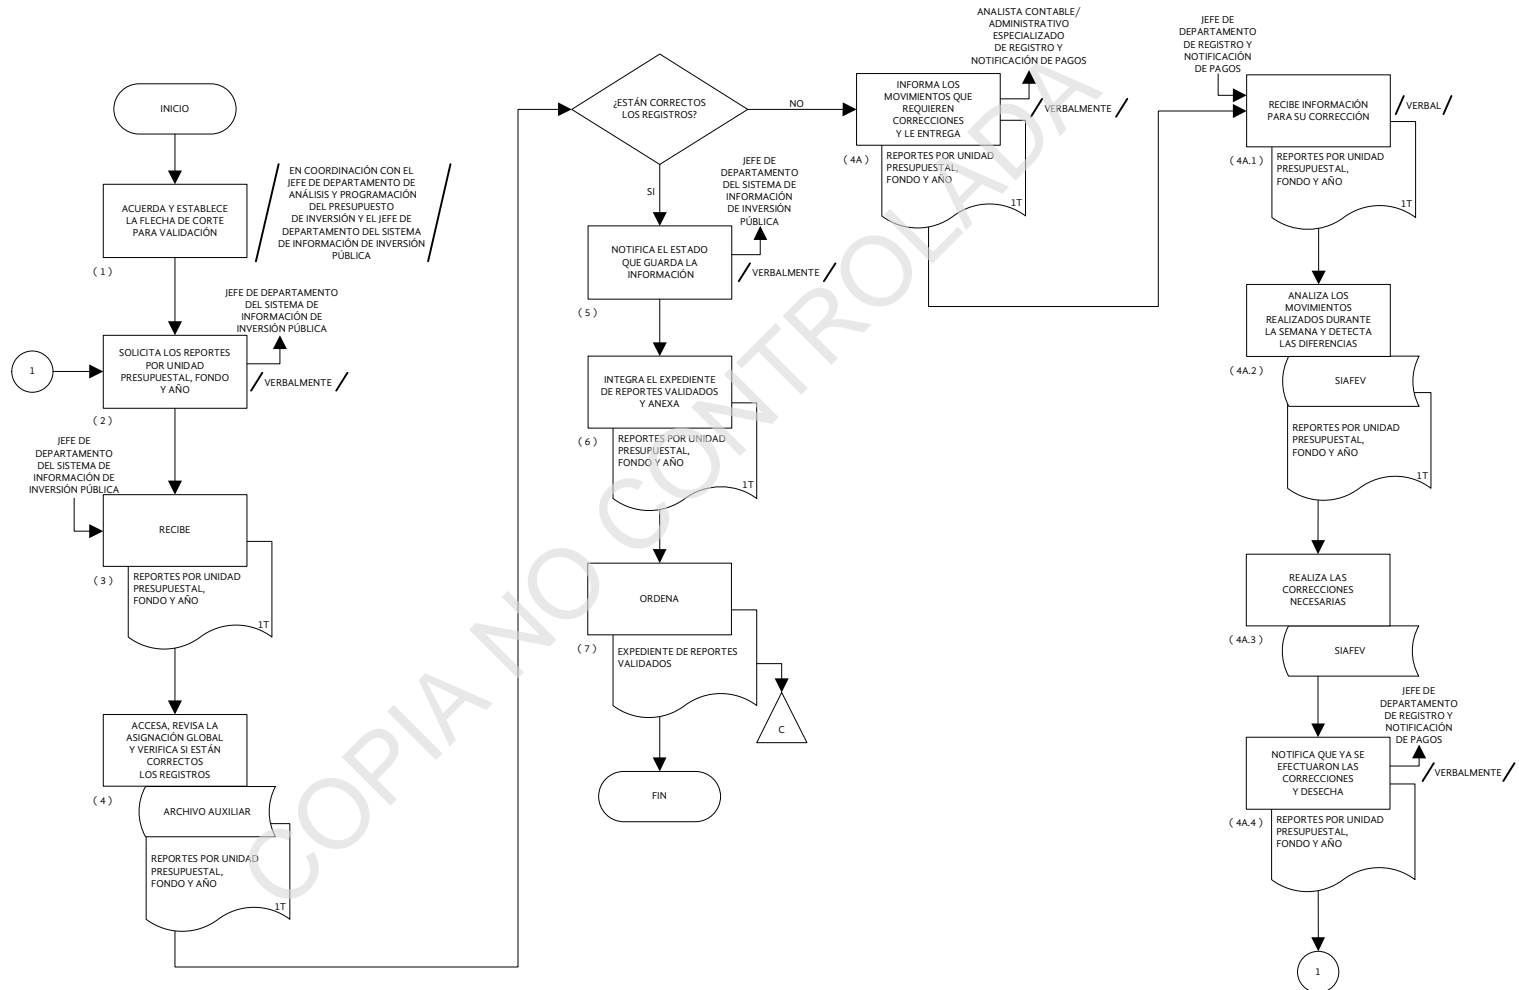 INICIO
ACUERDA Y ESTABLECE
LA FLECHA DE CORTE
PARA VALIDACIÓN
( 1 )
EN COORDINACIÓN CON EL
JEFE DE DEPARTAMENTO DE
ANÁLISIS Y PROGRAMACIÓN
DEL PRESUPUESTO
DE INVERSIÓN Y EL JEFE DE
DEPARTAMENTO DEL SISTEMA
DE INFORMACIÓN DE INVERSIÓN
PÚBLICA
JEFE DE DEPARTAMENTO
DEL SISTEMA DE
INFORMACIÓN DE
INVERSIÓN PÚBLICA
1
SOLICITA LOS REPORTES
POR UNIDAD
PRESUPUESTAL, FONDO
Y AÑO
VERBALMENTE
( 2 )
JEFE DE
DEPARTAMENTO
DEL SISTEMA DE
INFORMACIÓN DE
INVERSIÓN PÚBLICA
RECIBE
( 3 )
REPORTES POR UNIDAD
PRESUPUESTAL,
FONDO Y AÑO
1T
ACCESA, REVISA LA
ASIGNACIÓN GLOBAL
Y VERIFICA SI ESTÁN
CORRECTOS
LOS REGISTROS
( 4 )
ARCHIVO AUXILIAR
REPORTES POR UNIDAD
PRESUPUESTAL,
FONDO Y AÑO
1T
¿ESTÁN CORRECTOS
LOS REGISTROS?
NO
SI
JEFE DE
DEPARTAMENTO
DEL SISTEMA DE
INFORMACIÓN
DE INVERSIÓN
PÚBLICA
NOTIFICA EL ESTADO
QUE GUARDA LA
INFORMACIÓN
VERBALMENTE
( 5 )
INTEGRA EL EXPEDIENTE
DE REPORTES VALIDADOS
Y ANEXA
( 6 )
REPORTES POR UNIDAD
PRESUPUESTAL,
FONDO Y AÑO
1T
ORDENA
( 7 )
EXPEDIENTE DE REPORTES
VALIDADOS
C
FIN
ANALISTA CONTABLE/
ADMINISTRATIVO
ESPECIALIZADO
DE REGISTRO Y
NOTIFICACIÓN DE PAGOS
INFORMA LOS
MOVIMIENTOS QUE
REQUIEREN
CORRECCIONES
Y LE ENTREGA
VERBALMENTE
( 4A )
REPORTES POR UNIDAD
PRESUPUESTAL,
FONDO Y AÑO
1T
JEFE DE
DEPARTAMENTO
DE REGISTRO Y
NOTIFICACIÓN
DE PAGOS
RECIBE INFORMACIÓN
PARA SU CORRECCIÓN
VERBAL
( 4A.1 )
REPORTES POR UNIDAD
PRESUPUESTAL,
FONDO Y AÑO
1T
ANALIZA LOS
MOVIMIENTOS
REALIZADOS DURANTE
LA SEMANA Y DETECTA
LAS DIFERENCIAS
( 4A.2 )
SIAFEV
REPORTES POR UNIDAD
PRESUPUESTAL,
FONDO Y AÑO
1T
REALIZA LAS
CORRECCIONES
NECESARIAS
( 4A.3 )
SIAFEV
JEFE DE
DEPARTAMENTO
DE REGISTRO Y
NOTIFICACIÓN
DE PAGOS
NOTIFICA QUE YA SE
EFECTUARON LAS
CORRECCIONES
Y DESECHA
VERBALMENTE
( 4A.4 )
REPORTES POR UNIDAD
PRESUPUESTAL,
FONDO Y AÑO
1
COPIA NO CONTROLADA